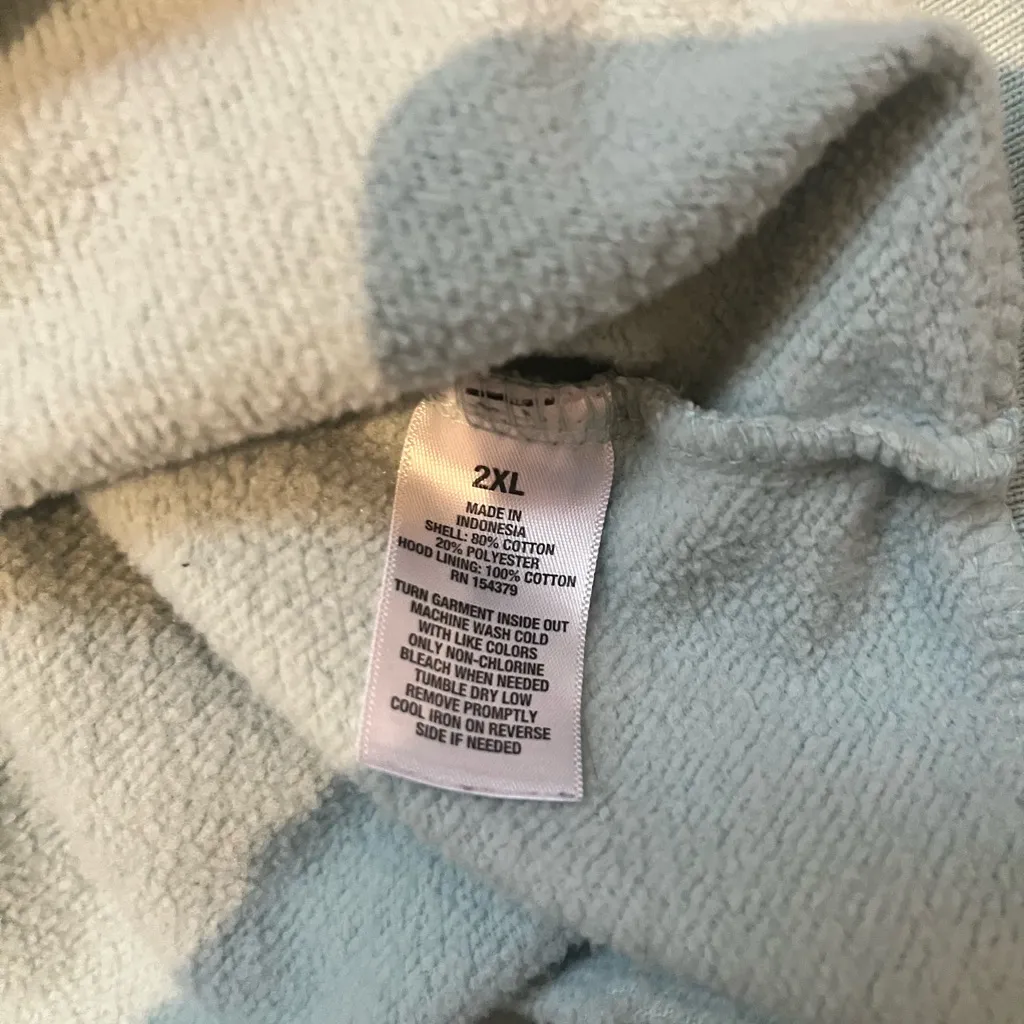 2XL
MADE IN
INDONESIA
SHELL: 80% COTTON
20% POLYESTER
HOOD LINING: 100% COTTON
RN 154379
TURN GARMENT INSIDE OUT
MACHINE WASH COLD
WITH LIKE COLORS
ONLY NON-CHLORINE
BLEACH WHEN NEEDED
TUMBLE DRY LOW
REMOVE PROMPTLY
COOL IRON ON REVERSE
SIDE IF NEEDED